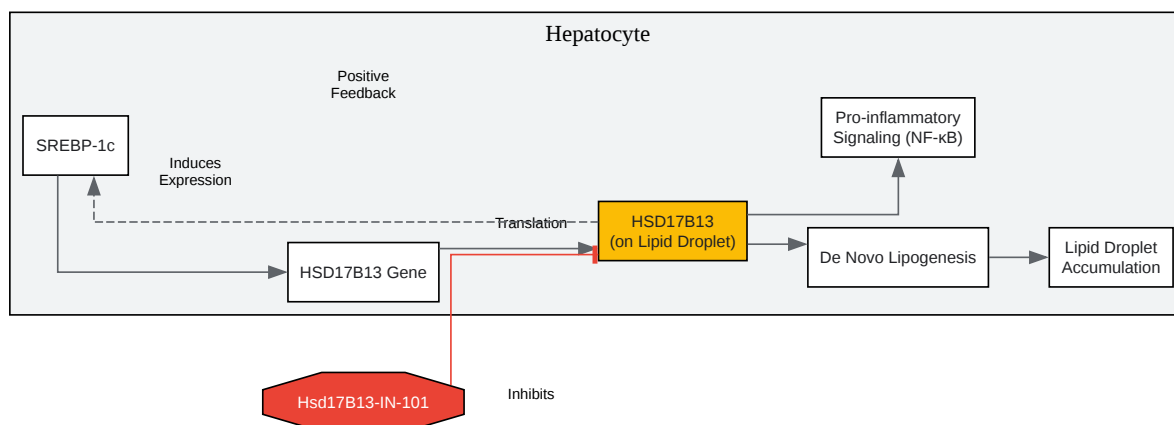 Hepatocyte
Positive
Feedback
SREBP-1c
Induces
Expression
Pro-inflammatory
Signaling (NF-κB)
Translation
HSD17B13
(on Lipid Droplet)
HSD17B13 Gene
De Novo Lipogenesis
Lipid Droplet
Accumulation
Hsd17B13-IN-101
Inhibits